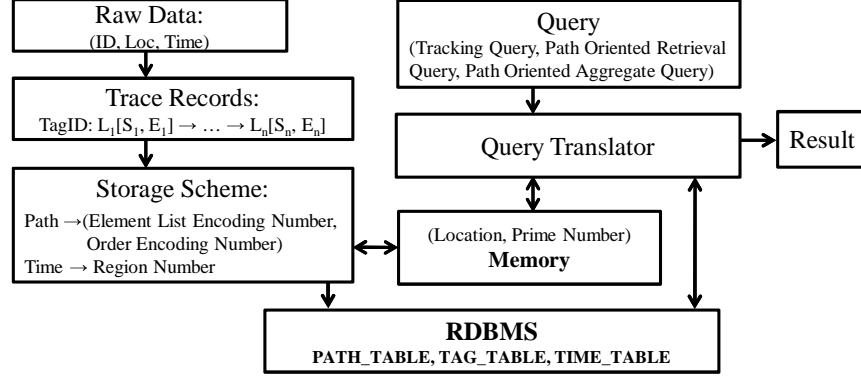 Raw Data:
(ID, Loc, Time)
Trace Records:
TagID: L₁[S₁, E₁] → … → Lₙ[Sₙ, Eₙ]
Storage Scheme:
Path →(Element List Encoding Number,
Order Encoding Number)
Time → Region Number
Query
(Tracking Query, Path Oriented Retrieval
Query, Path Oriented Aggregate Query)
Query Translator
Result
(Location, Prime Number)
Memory
RDBMS
PATH_TABLE, TAG_TABLE, TIME_TABLE